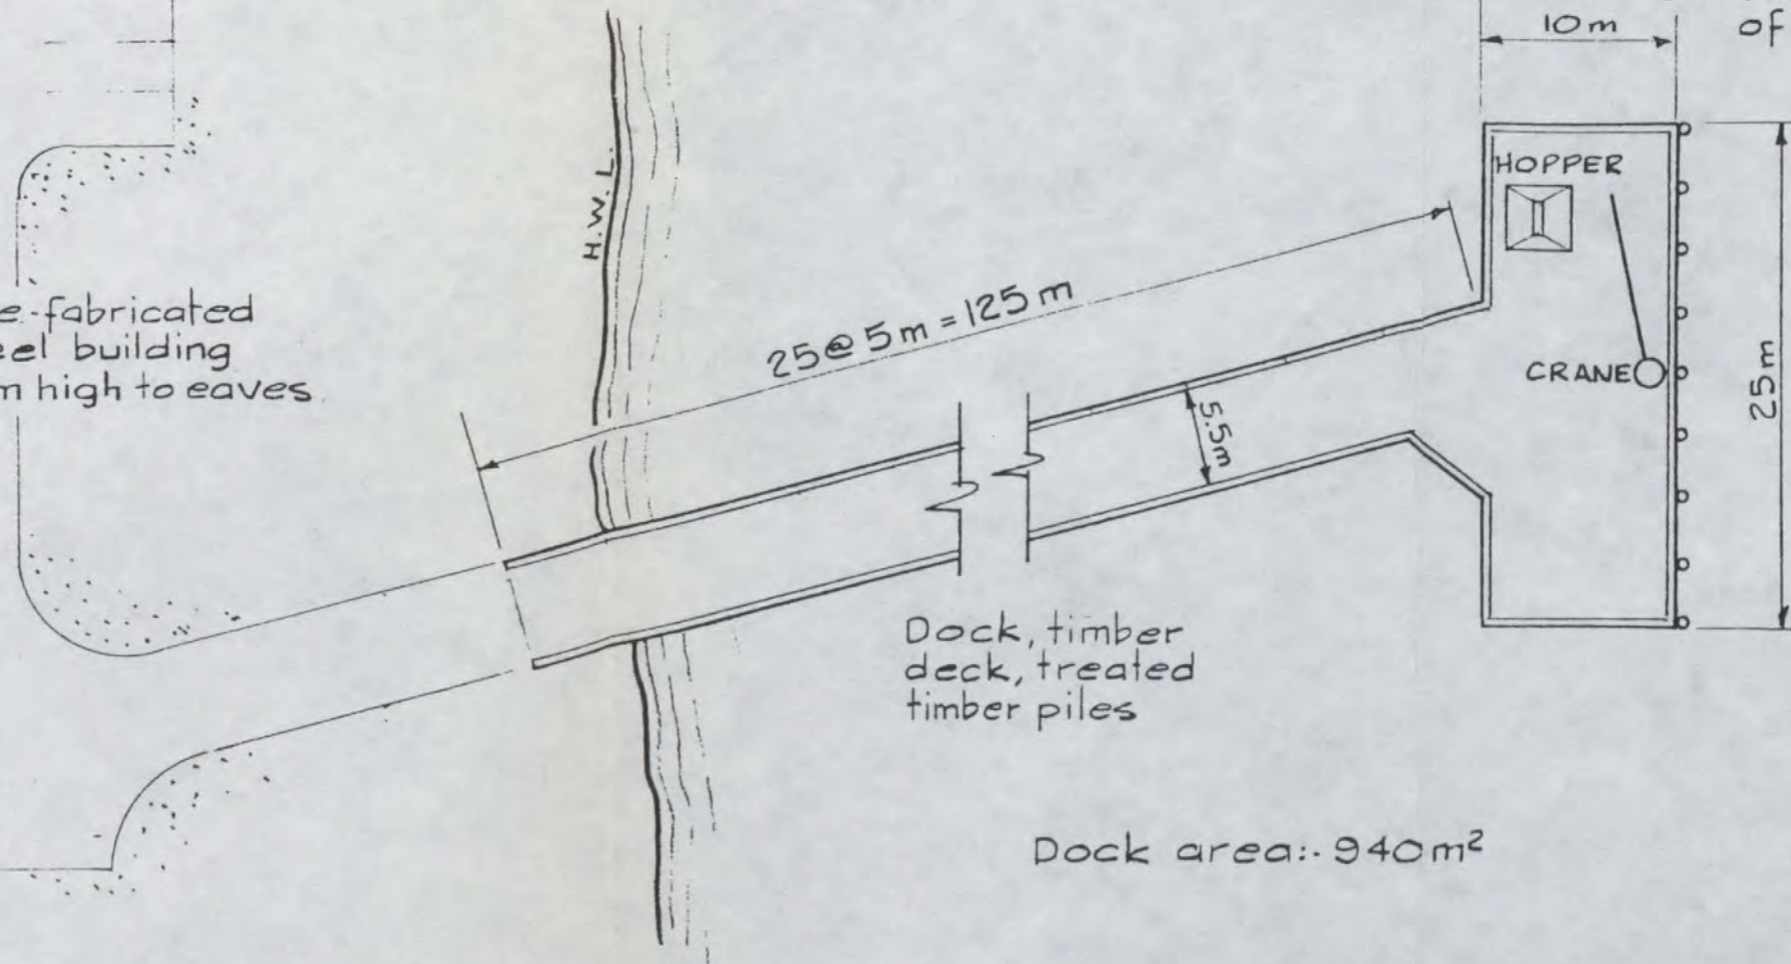 10m
of
HOPPER
H.W.L.
25@5m=125m
e-fabricated
eel building
m high to eaves
CRANE
5.5m
25m
Dock, timber
deck, treated
timber piles
Dock area:- 940m²